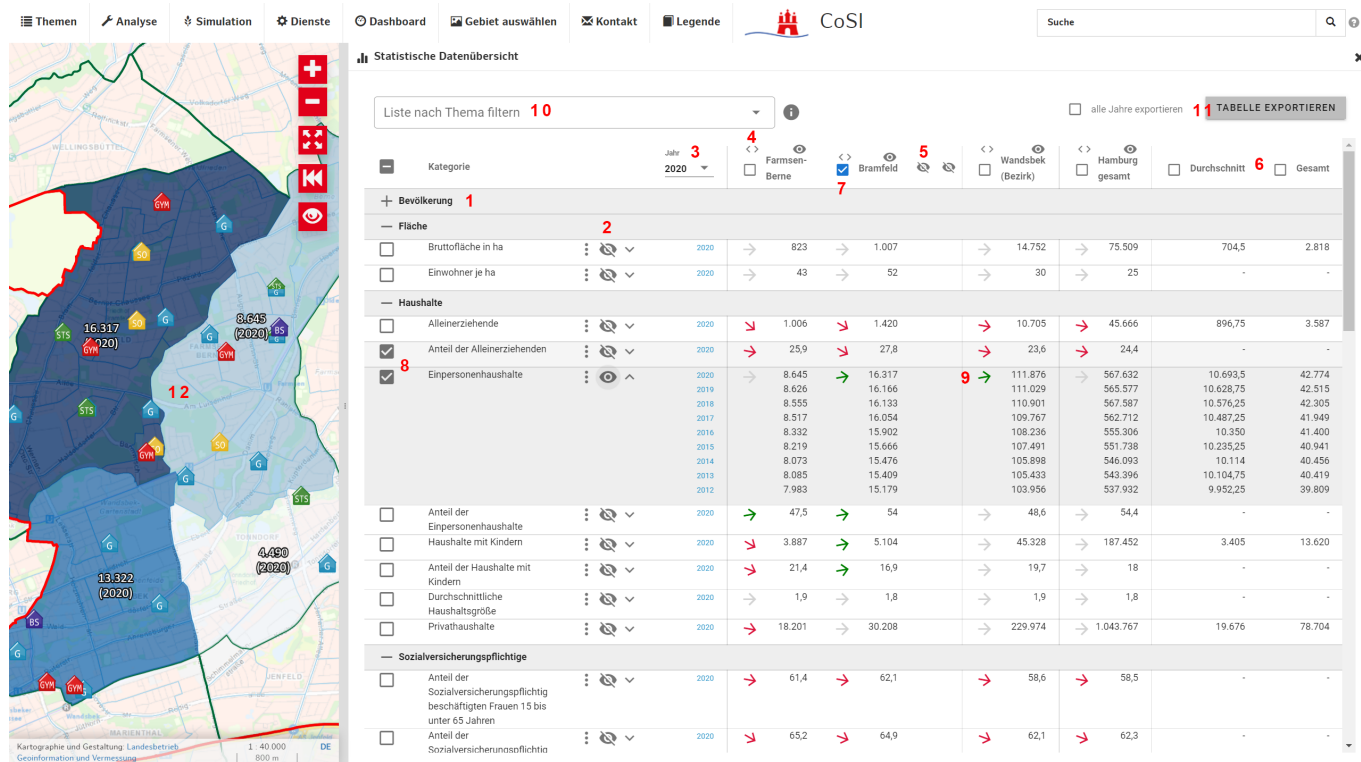 Themen Analyse Simulation Dienste Dashboard Gebiet auswählen Kontakt Legende CoSI Suche
Statistische Datenübersicht
Liste nach Thema filtern 10 alle Jahre exportieren 11 TABELLE EXPORTIEREN
Kategorie Jahr 2020 3 4 Farmsen-Berne 7 Bramfeld 5 Wandsbek (Bezirk) Hamburg gesamt Durchschnitt 6 Gesamt
Bevölkerung 1
Fläche 2
Bruttofläche in ha 2020 823 1.007 14.752 75.509 704,5 2.818
Einwohner je ha 2020 43 52 30 25 - -
Haushalte
Alleinerziehende 2020 1.006 1.420 10.705 45.666 896,75 3.587
8 Anteil der Alleinerziehenden 2020 25,9 27,8 23,6 24,4 - -
Einpersonenhaushalte 2020 8.645 16.317 9 111.876 567.632 10.693,5 42.774
2019 8.626 16.166 111.029 565.577 10.628,75 42.515
2018 8.555 16.133 110.901 567.587 10.576,25 42.305
2017 8.517 16.054 109.767 562.712 10.487,25 41.949
2016 8.332 15.902 108.236 555.306 10.350 41.400
2015 8.219 15.666 107.491 551.738 10.235,25 40.941
2014 8.073 15.476 105.898 546.093 10.114 40.456
2013 8.085 15.409 105.433 543.396 10.104,75 40.419
2012 7.983 15.179 103.956 537.932 9.952,25 39.809
Anteil der
Einpersonenhaushalte 2020 47,5 54 48,6 54,4 - -
Haushalte mit Kindern 2020 3.887 5.104 45.328 187.452 3.405 13.620
Anteil der Haushalte mit
Kindern 2020 21,4 16,9 19,7 18 - -
Durchschnittliche
Haushaltsgröße 2020 1,9 1,8 1,9 1,8 - -
Privathaushalte 2020 18.201 30.208 229.974 1.043.767 19.676 78.704
Sozialversicherungspflichtige
Anteil der
Sozialversicherungspflichtig
beschäftigten Frauen 15 bis
unter 65 Jahren 2020 61,4 62,1 58,6 58,5 - -
Anteil der
Sozialversicherungspflichtig 2020 65,2 64,9 62,1 62,3 - -
WELLINGSBÜTTEL
GYM
G
SO
STS
G
8.645
(2020)
BS
G
16.317
(2020)
SO
G
STS
GYM
G
GYM
12
STS
G
G
SO
GYM
G
G
STS
TONNDORF
4.490
(2020)
G
G
13.322
(2020)
G
BS
G
GYM
GYM
JENFELD
MARIENTHAL
Kartographie und Gestaltung: Landesbetrieb
Geoinformation und Vermessung
1 : 40.000
800 m
DE